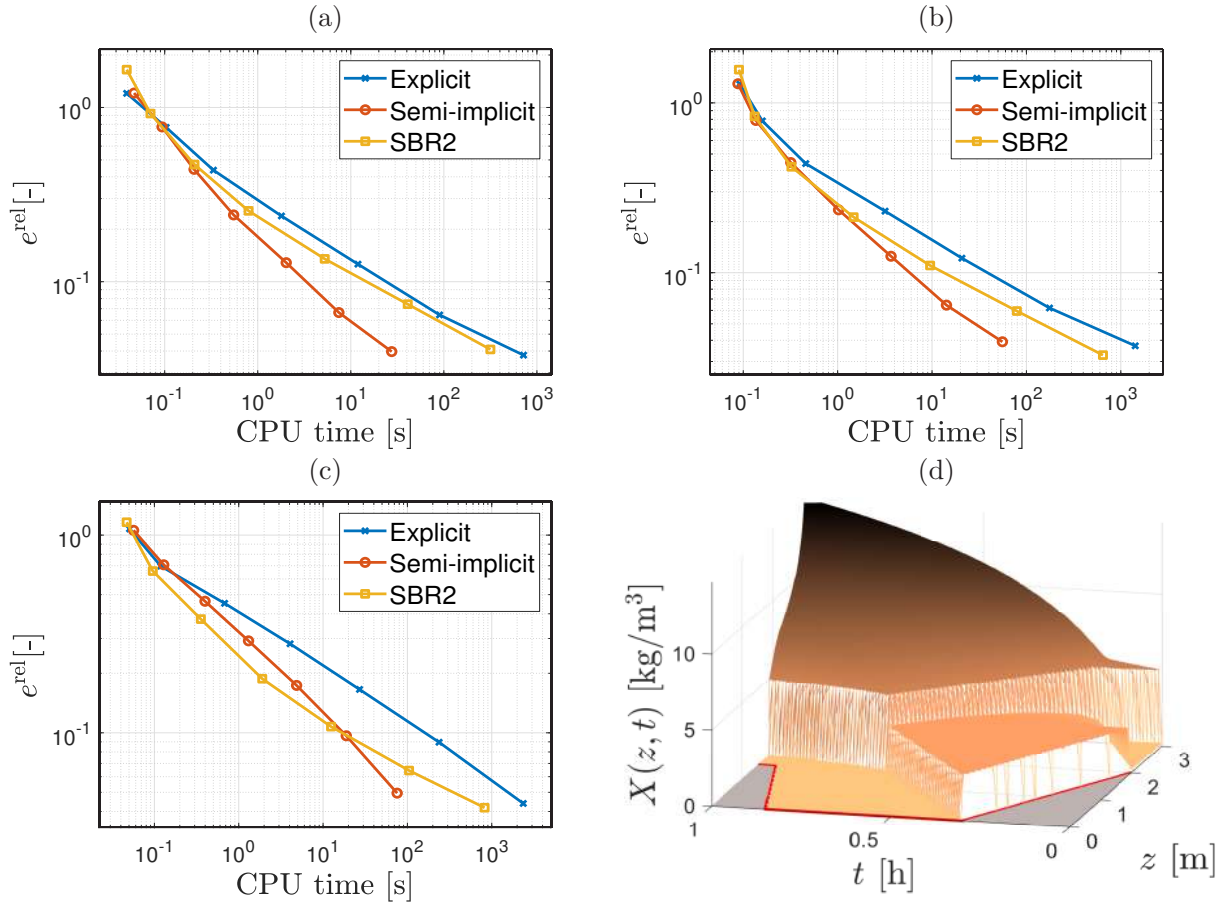 (a)
10^0
10^-1
e^rel[-]
Explicit
Semi-implicit
SBR2
10^-1 10^0 10^1 10^2 10^3
CPU time [s]
(b)
10^0
10^-1
e^rel[-]
Explicit
Semi-implicit
SBR2
10^-1 10^0 10^1 10^2 10^3
CPU time [s]
(c)
10^0
10^-1
e^rel[-]
Explicit
Semi-implicit
SBR2
10^-1 10^0 10^1 10^2 10^3
CPU time [s]
(d)
X(z, t) [kg/m^3]
10
5
0
1
0.5
0
t [h]
0
1
2
3
z [m]